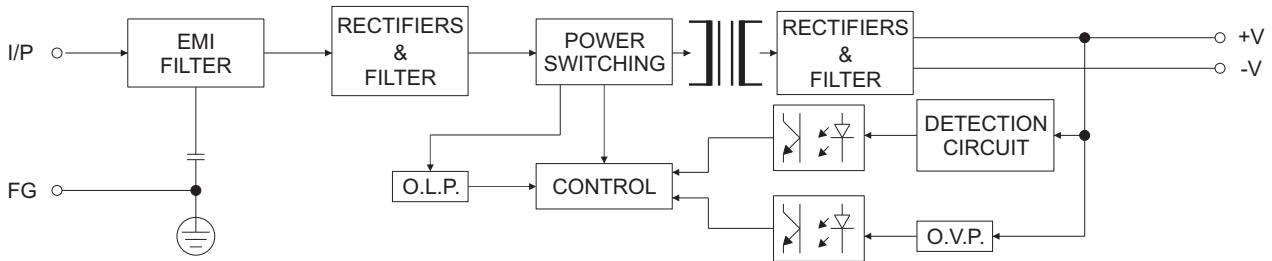 I/P
EMI
FILTER
RECTIFIERS
&
FILTER
POWER
SWITCHING
RECTIFIERS
&
FILTER
+V
-V
DETECTION
CIRCUIT
FG
O.L.P.
CONTROL
O.V.P.